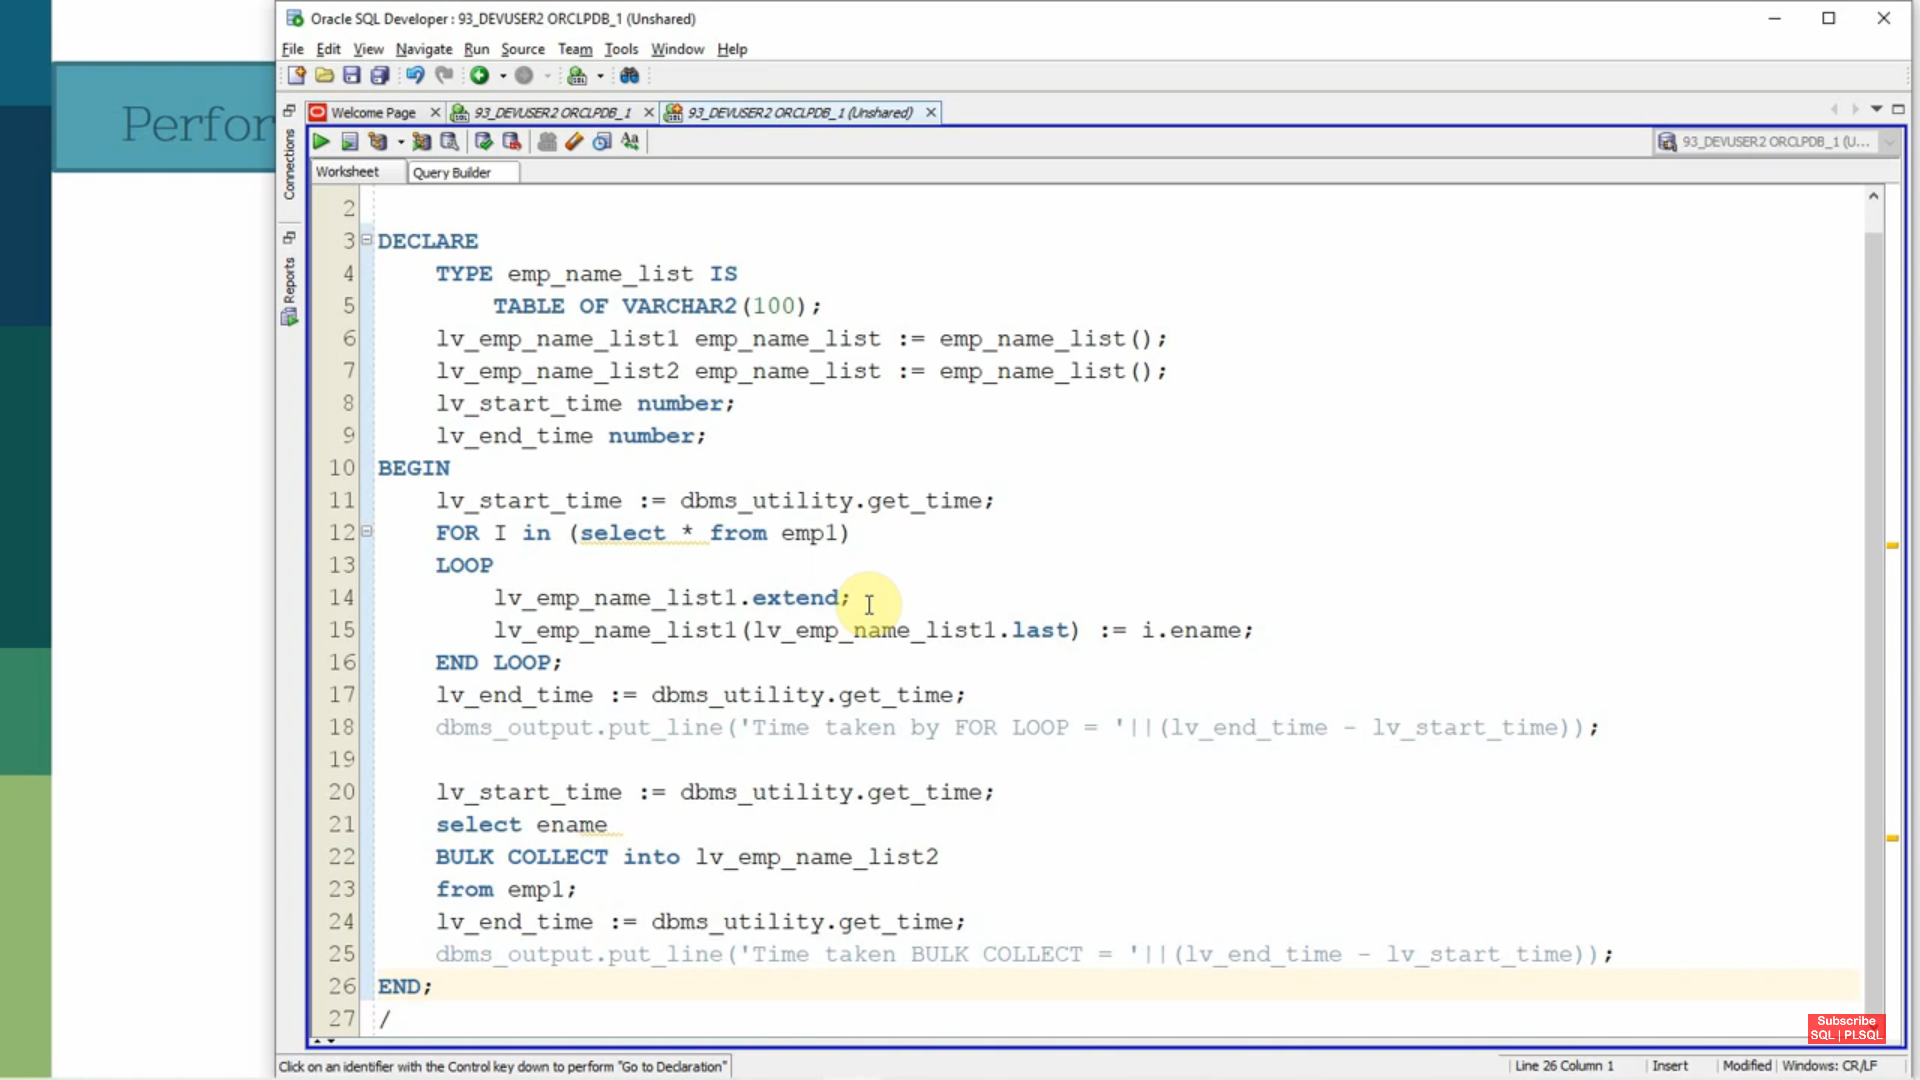 Perfor
Oracle SQL Developer : 93_DEVUSER2 ORCLPDB_1 (Unshared)
File Edit View Navigate Run Source Team Tools Window Help
Welcome Page 93_DEVUSER2 ORCLPDB_1 93_DEVUSER2 ORCLPDB_1 (Unshared)
93_DEVUSER2 ORCLPDB_1 (U...
Connections
Reports
Worksheet Query Builder
2
3 DECLARE
4 TYPE emp_name_list IS
5 TABLE OF VARCHAR2(100);
6 lv_emp_name_list1 emp_name_list := emp_name_list();
7 lv_emp_name_list2 emp_name_list := emp_name_list();
8 lv_start_time number;
9 lv_end_time number;
10 BEGIN
11 lv_start_time := dbms_utility.get_time;
12 FOR I in (select * from emp1)
13 LOOP
14 lv_emp_name_list1.extend;
15 lv_emp_name_list1(lv_emp_name_list1.last) := i.ename;
16 END LOOP;
17 lv_end_time := dbms_utility.get_time;
18 dbms_output.put_line('Time taken by FOR LOOP = '||(lv_end_time - lv_start_time));
19
20 lv_start_time := dbms_utility.get_time;
21 select ename
22 BULK COLLECT into lv_emp_name_list2
23 from emp1;
24 lv_end_time := dbms_utility.get_time;
25 dbms_output.put_line('Time taken BULK COLLECT = '||(lv_end_time - lv_start_time));
26 END;
27 /
Subscribe
SQL | PLSQL
Click on an identifier with the Control key down to perform "Go to Declaration"
Line 26 Column 1 Insert Modified Windows: CR/LF